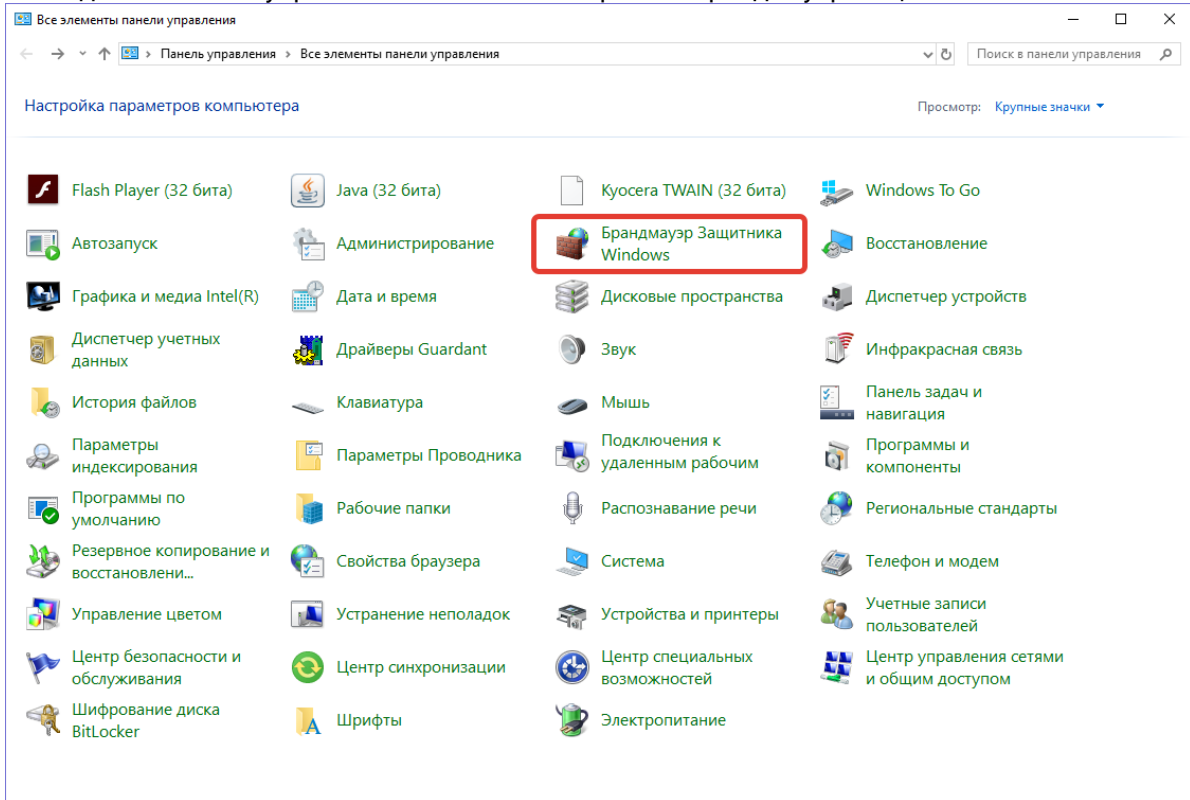 Все элементы панели управления
Панель управления > Все элементы панели управления
Поиск в панели управления
Настройка параметров компьютера
Просмотр: Крупные значки
Flash Player (32 бита)
Java (32 бита)
Kyocera TWAIN (32 бита)
Windows To Go
Автозапуск
Администрирование
Брандмауэр Защитника
Windows
Восстановление
Графика и медиа Intel(R)
Дата и время
Дисковые пространства
Диспетчер устройств
Диспетчер учетных
данных
Драйверы Guardant
Звук
Инфракрасная связь
История файлов
Клавиатура
Мышь
Панель задач и
навигация
Параметры
индексирования
Параметры Проводника
Подключения к
удаленным рабочим
Программы и
компоненты
Программы по
умолчанию
Рабочие папки
Распознавание речи
Региональные стандарты
Резервное копирование и
восстановлени...
Свойства браузера
Система
Телефон и модем
Управление цветом
Устранение неполадок
Устройства и принтеры
Учетные записи
пользователей
Центр безопасности и
обслуживания
Центр синхронизации
Центр специальных
возможностей
Центр управления сетями
и общим доступом
Шифрование диска
BitLocker
Шрифты
Электропитание